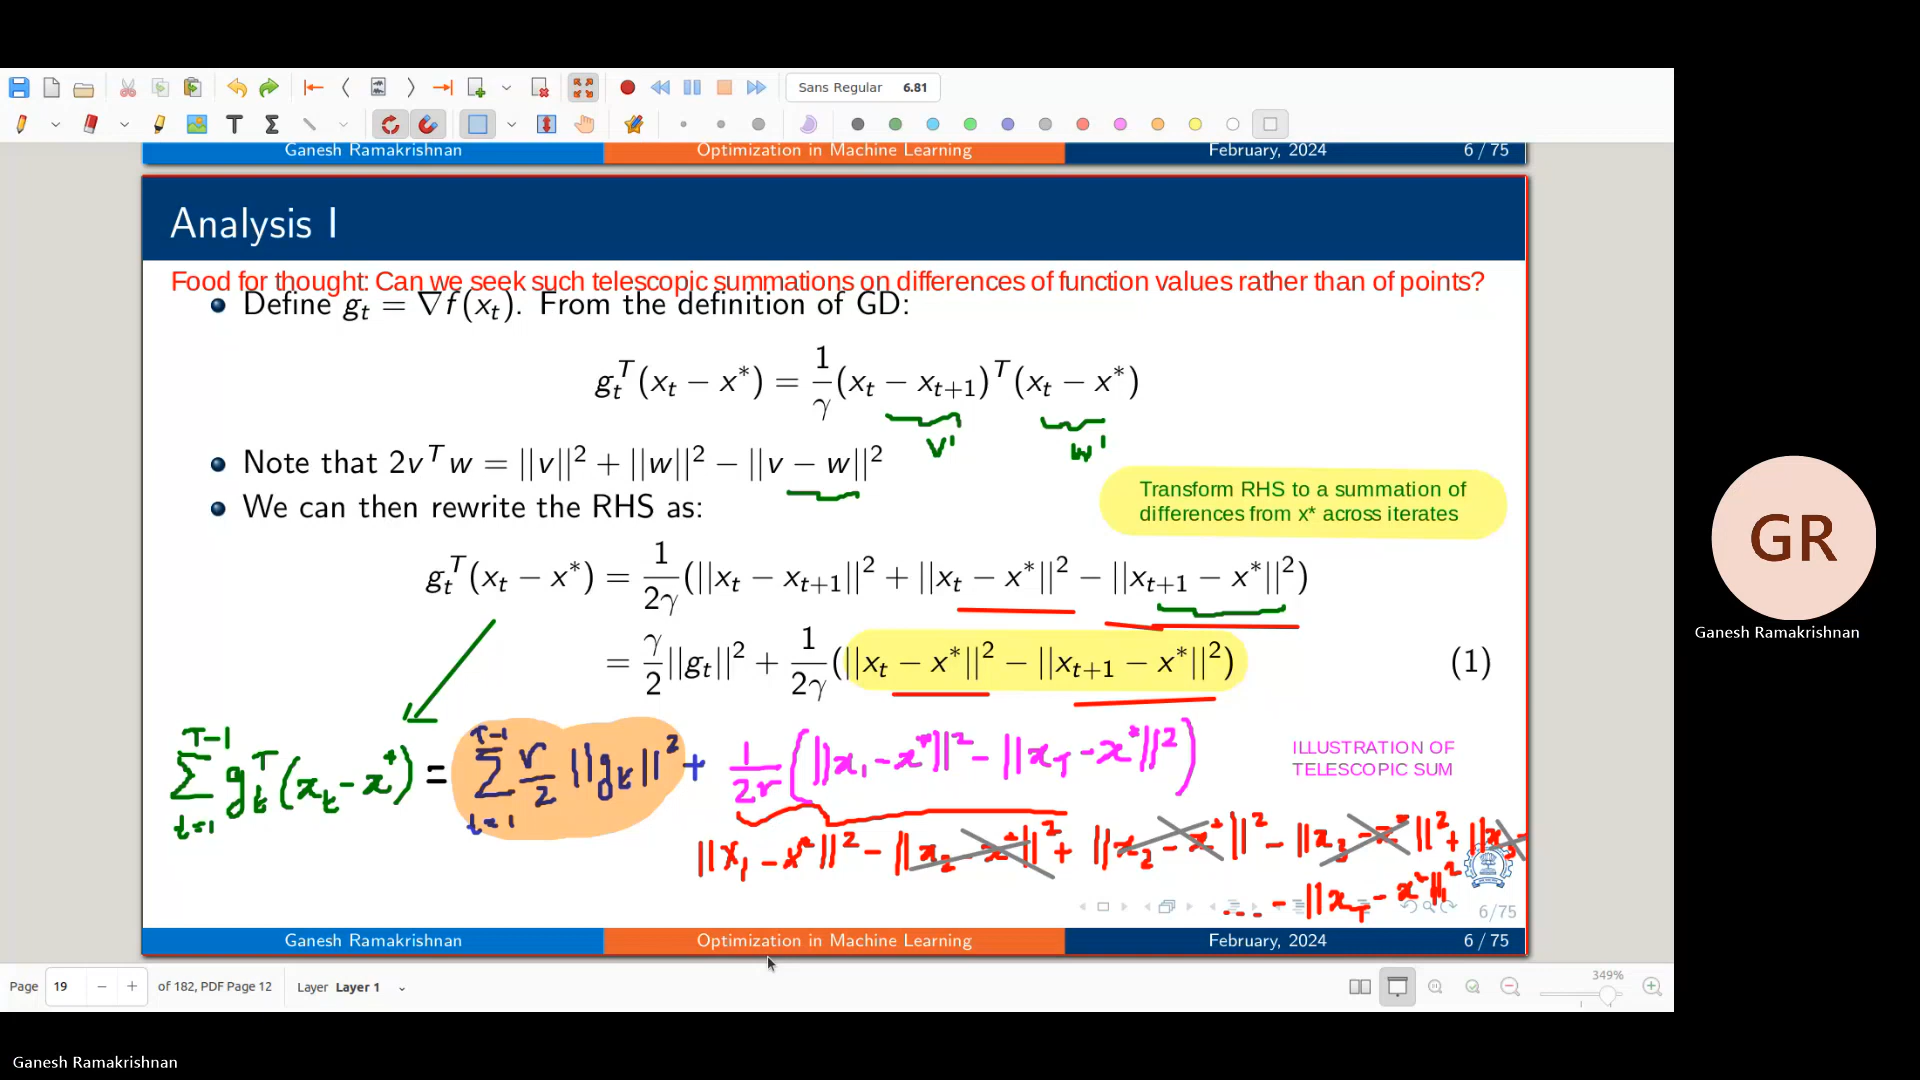 Sans Regular 6.81
Ganesh Ramakrishnan Optimization in Machine Learning February, 2024 6 / 75
Analysis I
Food for thought: Can we seek such telescopic summations on differences of function values rather than of points?
Define g_t = ∇f(x_t). From the definition of GD:
g_t^T(x_t − x*) = 1/γ (x_t − x_{t+1})^T (x_t − x*)
v' w'
Note that 2v^T w = ||v||² + ||w||² − ||v − w||²
We can then rewrite the RHS as:
Transform RHS to a summation of
differences from x* across iterates
g_t^T(x_t − x*) = 1/2γ (||x_t − x_{t+1}||² + ||x_t − x*||² − ||x_{t+1} − x*||²)
= γ/2 ||g_t||² + 1/2γ (||x_t − x*||² − ||x_{t+1} − x*||²) (1)
∑_{t=1}^{T-1} g_t^T(x_t − x*) = ∑_{t=1}^{T-1} r/2 ||g_t||² + 1/2r (||x_1 − x*||² − ||x_T − x*||²)
ILLUSTRATION OF
TELESCOPIC SUM
||x_1 − x*||² − ||x_2 − x*||² + ||x_2 − x*||² − ||x_3 − x*||² + ||x_3 −
... − ||x_T − x*||²
6/75
Ganesh Ramakrishnan Optimization in Machine Learning February, 2024 6 / 75
Page 19 of 182, PDF Page 12 Layer Layer 1 349%
GR
Ganesh Ramakrishnan
Ganesh Ramakrishnan